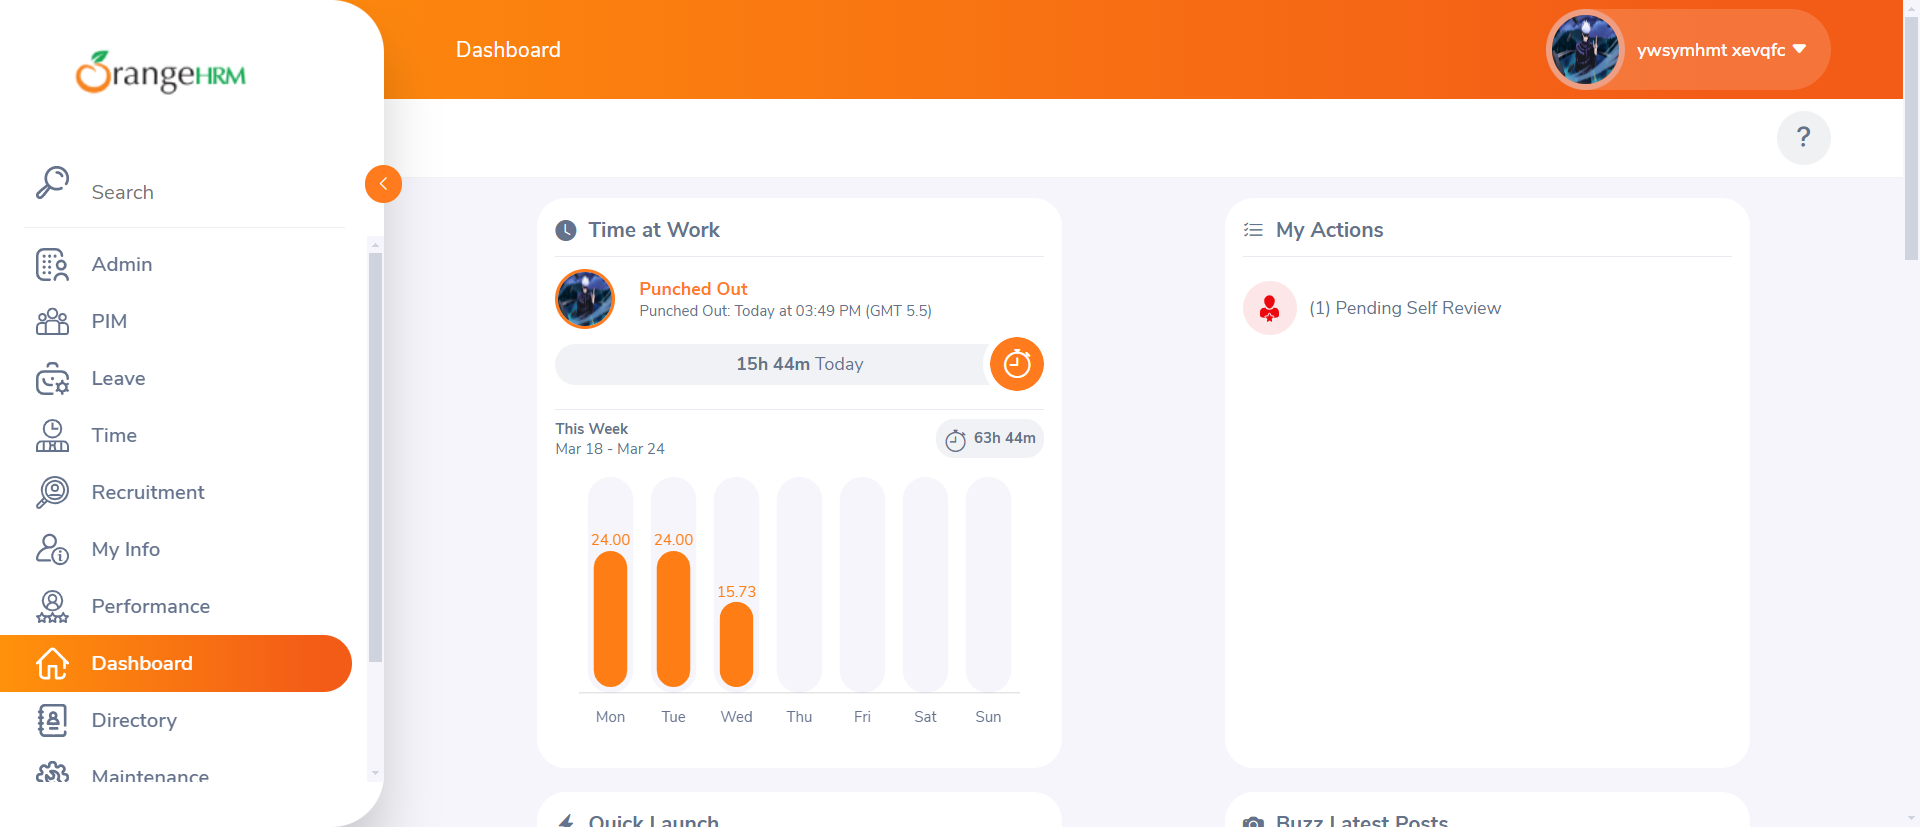 OrangeHRM
Search
Admin
PIM
Leave
Time
Recruitment
My Info
Performance
Dashboard
Directory
Maintenance
Dashboard
ywsymhmt xevqfc
?
Time at Work
Punched Out
Punched Out: Today at 03:49 PM (GMT 5.5)
15h 44m Today
This Week
Mar 18 - Mar 24
63h 44m
24.00 24.00
15.73
Mon Tue Wed Thu Fri Sat Sun
My Actions
(1) Pending Self Review
Quick Launch
Buzz Latest Posts